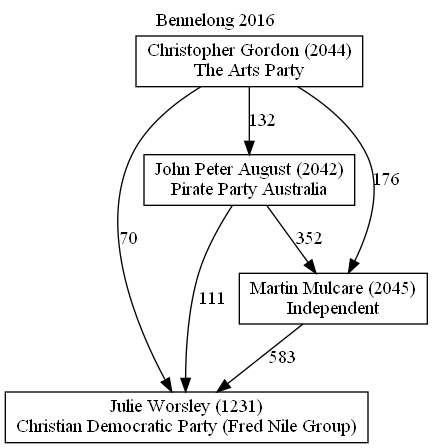 Bennelong 2016
Christopher Gordon (2044)
The Arts Party
132
John Peter August (2042)
Pirate Party Australia
176
70
352
111
Martin Mulcare (2045)
Independent
583
Julie Worsley (1231)
Christian Democratic Party (Fred Nile Group)